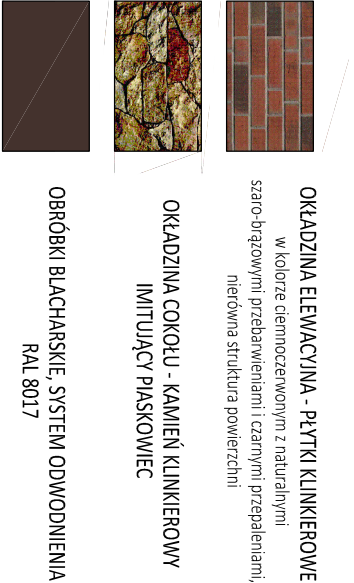 OKŁADZINA ELEWACYJNA - PŁYTKI KLINKIEROWE
w kolorze ciemnoczerwonym z naturalnymi
szaro-brązowymi przebarwieniami i czarnymi przepaleniami,
nierówna struktura powierzchni
OKŁADZINA COKOŁU - KAMIEŃ KLINKIEROWY
IMITUJĄCY PIASKOWIEC
OBRÓBKI BLACHARSKIE, SYSTEM ODWODNIENIA
RAL 8017